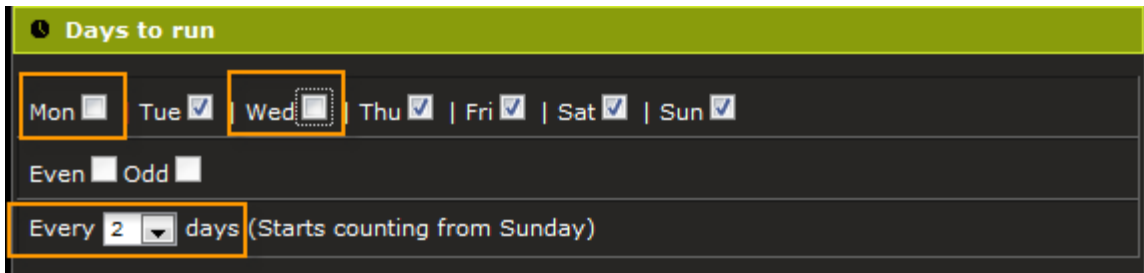 Days to run
Mon | Tue | Wed | Thu | Fri | Sat | Sun
Even Odd
Every 2 days (Starts counting from Sunday)